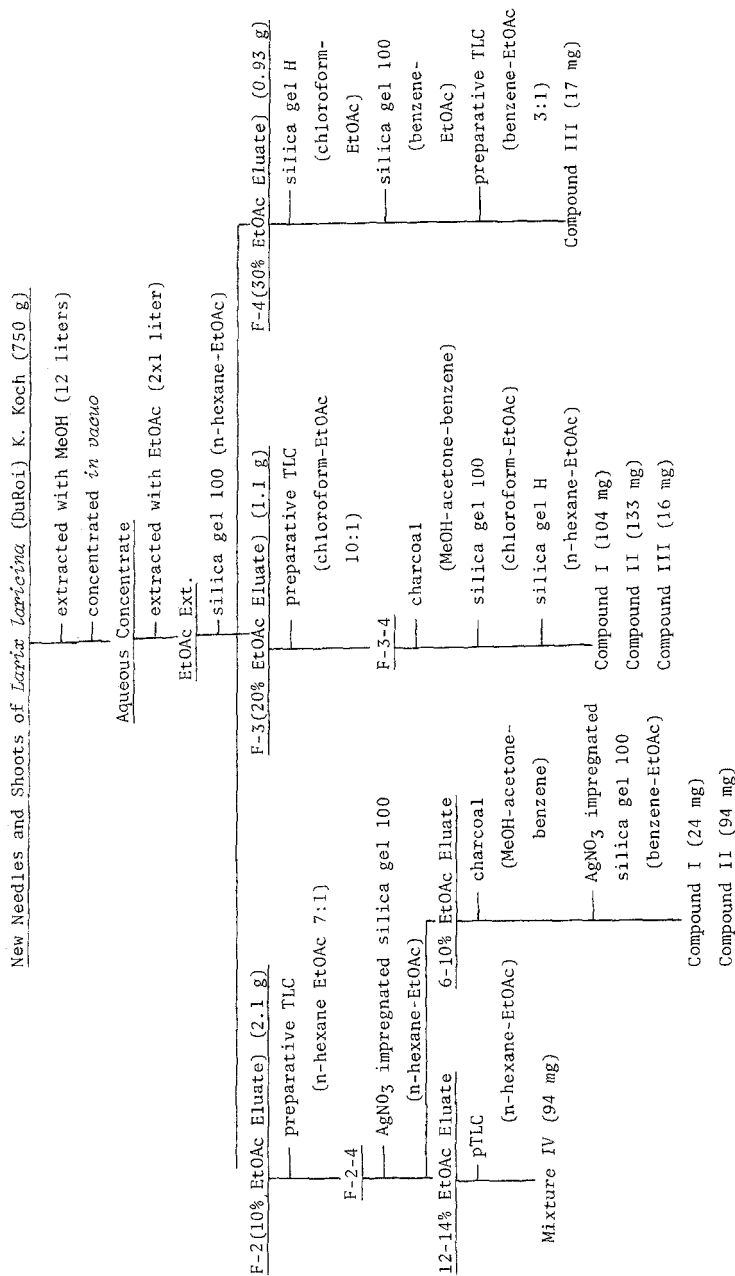 New Needles and Shoots of Larix laricina (DuRoi) K. Koch (750 g)
extracted with MeOH (12 liters)
concentrated in vacuo
Aqueous Concentrate
extracted with EtOAc (2x1 liter)
EtOAc Ext.
silica gel 100 (n-hexane-EtOAc)
F-2(10% EtOAc Eluate) (2.1 g)
preparative TLC
(n-hexane EtOAc 7:1)
F-2-4
AgNO3 impregnated silica gel 100
(n-hexane-EtOAc)
12-14% EtOAc Eluate
pTLC
(n-hexane-EtOAc)
Mixture IV (94 mg)
6-10% EtOAc Eluate
charcoal
(MeOH-acetone-
benzene)
AgNO3 impregnated
silica gel 100
(benzene-EtOAc)
Compound I (24 mg)
Compound II (94 mg)
F-3(20% EtOAc Eluate) (1.1 g)
preparative TLC
(chloroform-EtOAc
10:1)
F-3-4
charcoal
(MeOH-acetone-benzene)
silica gel 100
(chloroform-EtOAc)
silica gel H
(n-hexane-EtOAc)
Compound I (104 mg)
Compound II (133 mg)
Compound III (16 mg)
F-4(30% EtOAc Eluate) (0.93 g)
silica gel H
(chloroform-
EtOAc)
silica gel 100
(benzene-
EtOAc)
preparative TLC
(benzene-EtOAc
3:1)
Compound III (17 mg)